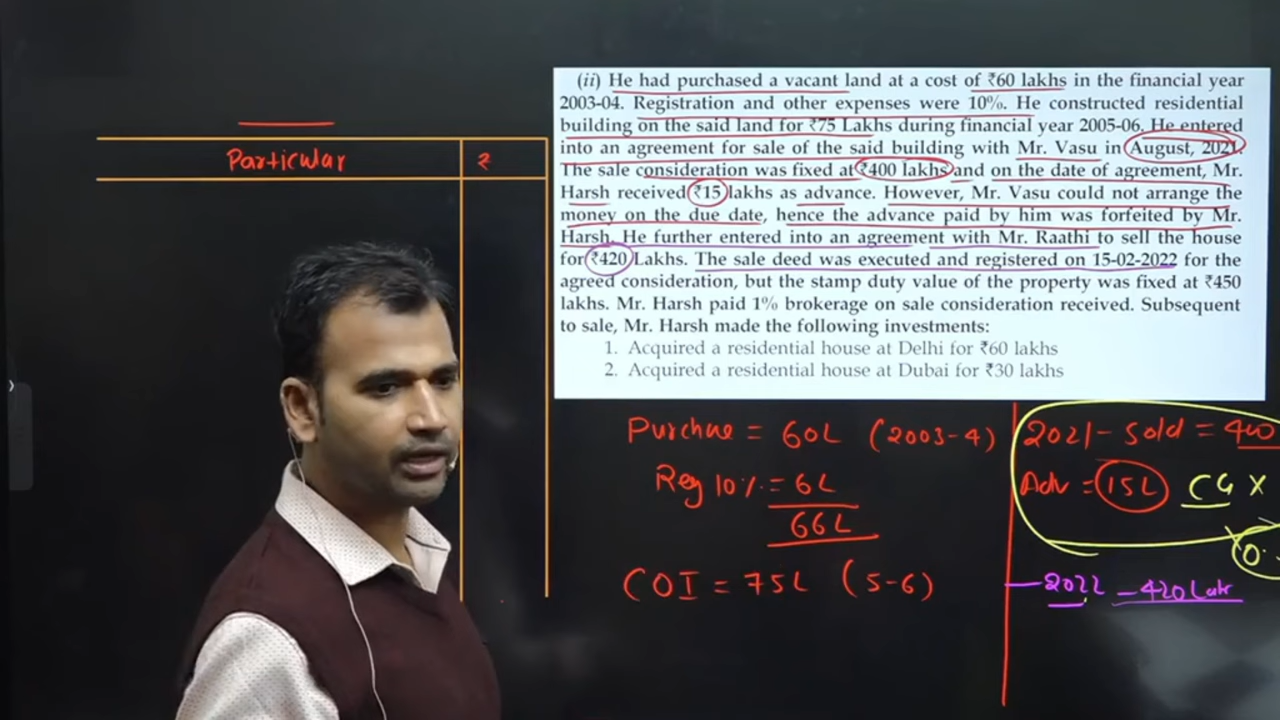 (ii) He had purchased a vacant land at a cost of ₹60 lakhs in the financial year
2003-04. Registration and other expenses were 10%. He constructed residential
building on the said land for ₹75 Lakhs during financial year 2005-06. He entered
into an agreement for sale of the said building with Mr. Vasu in August, 2021.
The sale consideration was fixed at ₹400 lakhs and on the date of agreement, Mr.
Harsh received ₹15 lakhs as advance. However, Mr. Vasu could not arrange the
money on the due date, hence the advance paid by him was forfeited by Mr.
Harsh. He further entered into an agreement with Mr. Raathi to sell the house
for ₹420 Lakhs. The sale deed was executed and registered on 15-02-2022 for the
agreed consideration, but the stamp duty value of the property was fixed at ₹450
lakhs. Mr. Harsh paid 1% brokerage on sale consideration received. Subsequent
to sale, Mr. Harsh made the following investments:
1. Acquired a residential house at Delhi for ₹60 lakhs
2. Acquired a residential house at Dubai for ₹30 lakhs
Particular ₹
Purchase = 60L (2003-4)
Reg 10% = 6L
66L
COI = 75L (5-6)
2021 - Sold = 400
Adv = 15L CG X
2022 - 420 Lakh